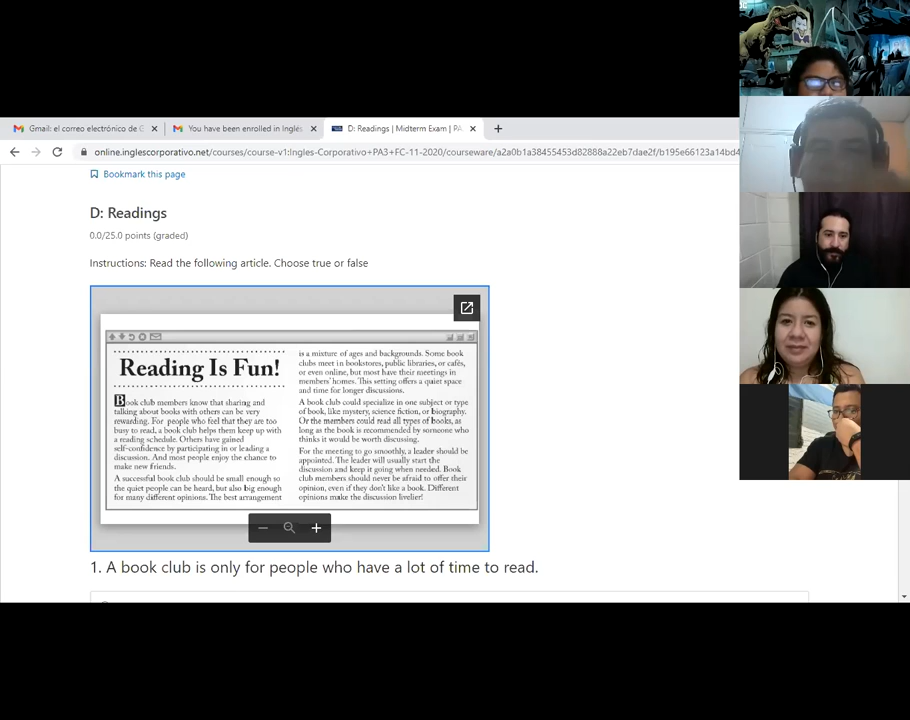 Gmail: el correo electrónico de G
You have been enrolled in Inglés
D: Readings | Midterm Exam | PA
online.inglescorporativo.net/courses/course-v1:Ingles-Corporativo+PA3+FC-11-2020/courseware/a2a0b1a38455453d82888a22eb7dae2f/b195e66123a14bd4
Bookmark this page
D: Readings
0.0/25.0 points (graded)
Instructions: Read the following article. Choose true or false
Reading Is Fun!
Book club members know that sharing and
talking about books with others can be very
rewarding. For people who feel that they are too
busy to read, a book club helps them keep up with
a reading schedule. Others have gained
self-confidence by participating in or leading a
discussion. And most people enjoy the chance to
make new friends.
A successful book club should be small enough so
the quiet people can be heard, but also big enough
for many different opinions. The best arrangement
is a mixture of ages and backgrounds. Some book
clubs meet in bookstores, public libraries, or cafés,
or even online, but most have their meetings in
members' homes. This setting offers a quiet space
and time for longer discussions.
A book club could specialize in one subject or type
of book, like mystery, science fiction, or biography.
Or the members could read all types of books, as
long as the book is recommended by someone who
thinks it would be worth discussing.
For the meeting to go smoothly, a leader should be
appointed. The leader will usually start the
discussion and keep it going when needed. Book
club members should never be afraid to offer their
opinion, even if they don't like a book. Different
opinions make the discussion livelier!
1. A book club is only for people who have a lot of time to read.